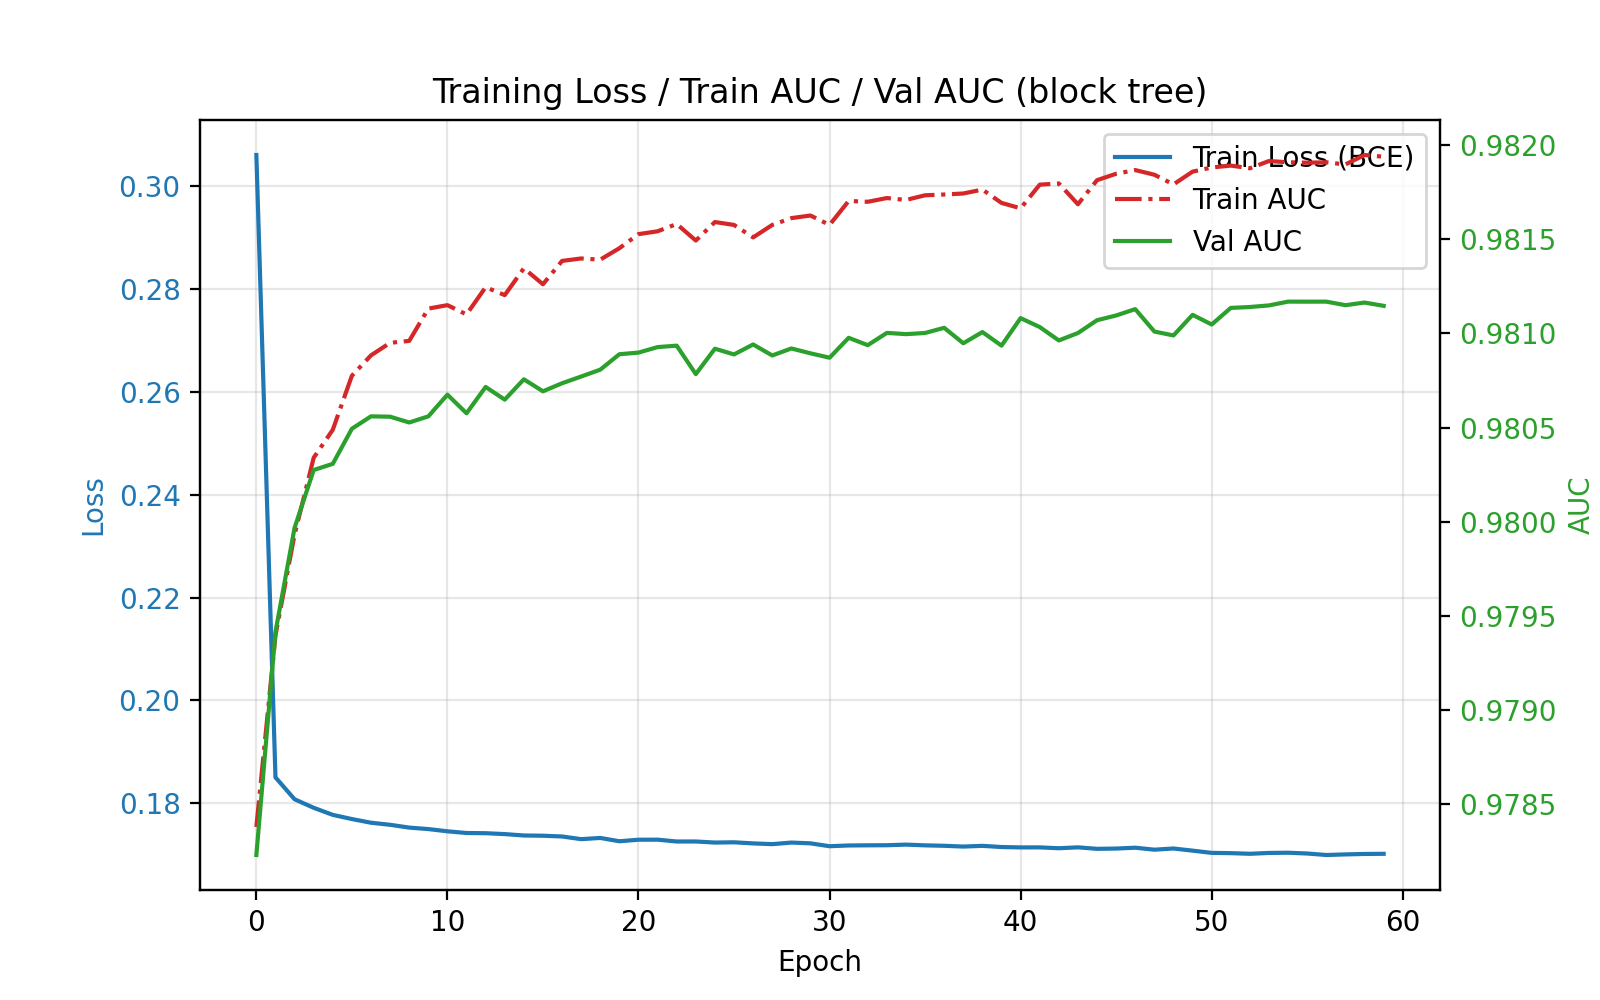 Training Loss / Train AUC / Val AUC (block tree)
Train Loss (BCE)
Train AUC
Val AUC
0.30
0.28
0.26
0.24
0.22
0.20
0.18
Loss
0.9820
0.9815
0.9810
0.9805
0.9800
0.9795
0.9790
0.9785
AUC
0 10 20 30 40 50 60
Epoch